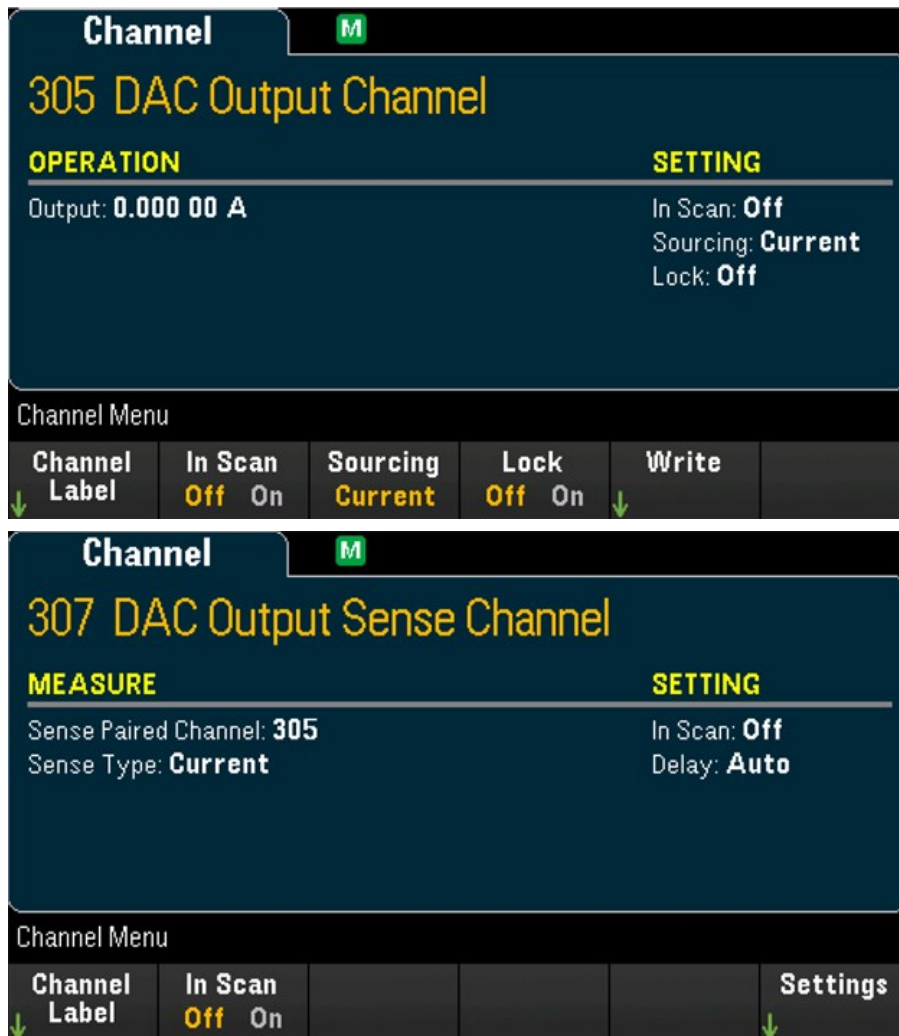 Channel M
305 DAC Output Channel
OPERATION SETTING
Output: 0.000 00 A In Scan: Off
Sourcing: Current
Lock: Off
Channel Menu
Channel Label In Scan Off On Sourcing Current Lock Off On Write
Channel M
307 DAC Output Sense Channel
MEASURE SETTING
Sense Paired Channel: 305 In Scan: Off
Sense Type: Current Delay: Auto
Channel Menu
Channel Label In Scan Off On Settings